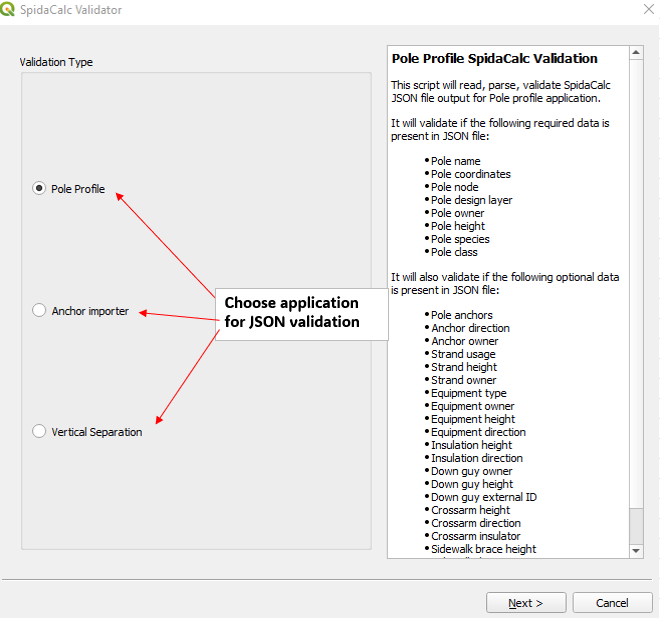 SpidaCalc Validator
Validation Type
Pole Profile
Anchor importer
Vertical Separation
Choose application
for JSON validation
Pole Profile SpidaCalc Validation
This script will read, parse, validate SpidaCalc
JSON file output for Pole profile application.
It will validate if the following required data is
present in JSON file:
• Pole name
• Pole coordinates
• Pole node
• Pole design layer
• Pole owner
• Pole height
• Pole species
• Pole class
It will also validate if the following optional data
is present in JSON file:
• Pole anchors
• Anchor direction
• Anchor owner
• Strand usage
• Strand height
• Strand owner
• Equipment type
• Equipment owner
• Equipment height
• Equipment direction
• Insulation height
• Insulation direction
• Down guy owner
• Down guy height
• Down guy external ID
• Crossarm height
• Crossarm direction
• Crossarm insulator
• Sidewalk brace height
Next >
Cancel